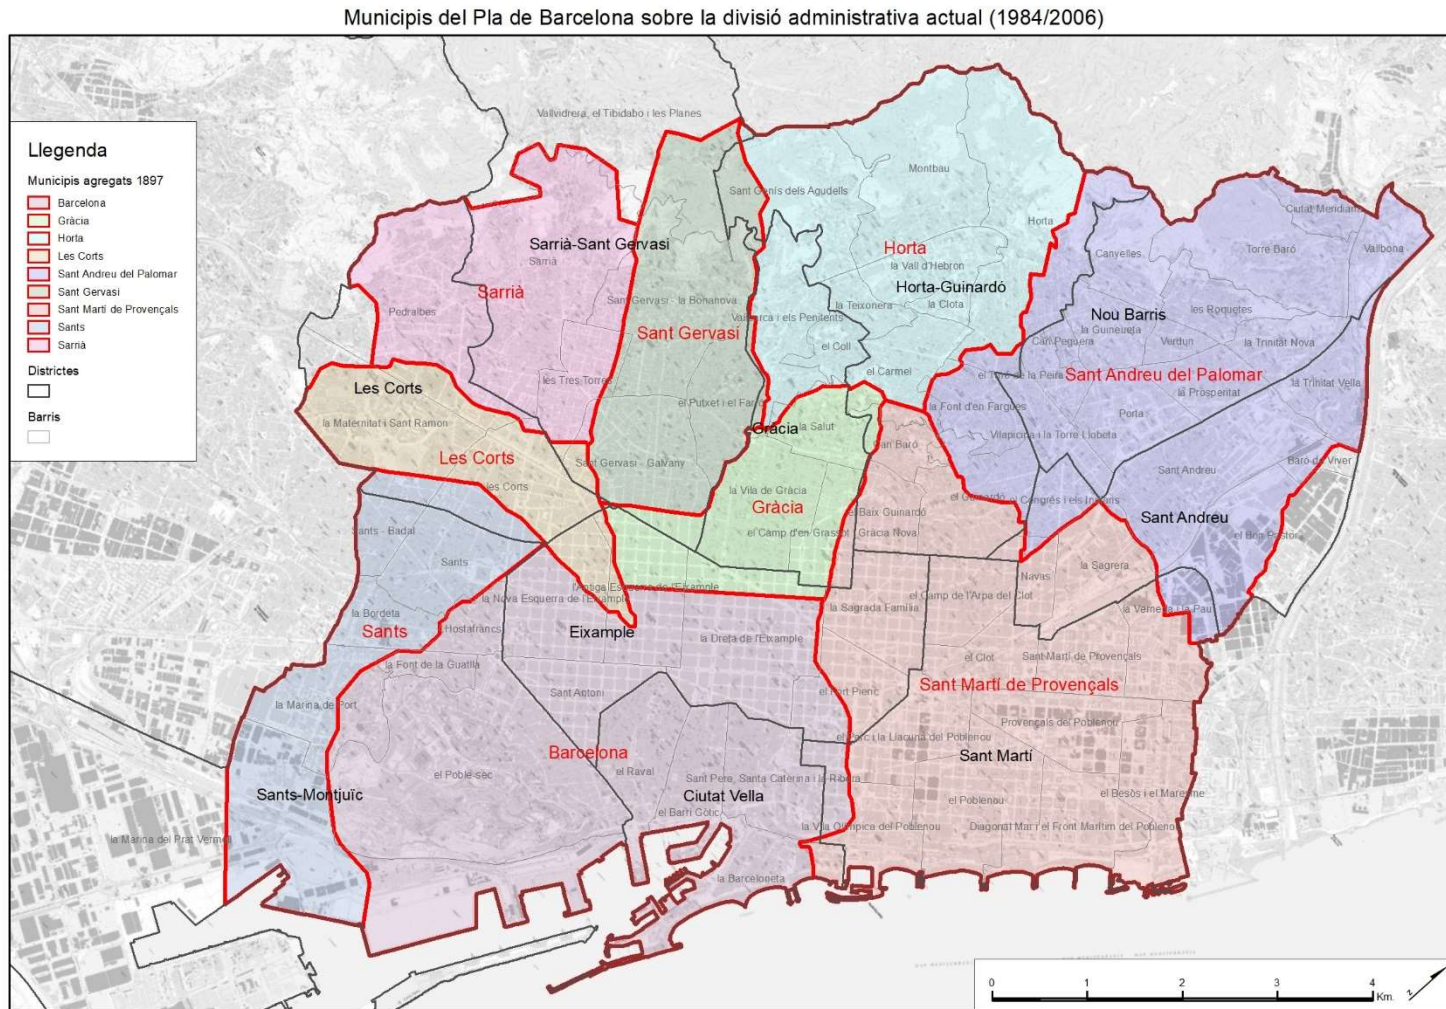 Municipis del Pla de Barcelona sobre la divisió administrativa actual (1984/2006)
Llegenda
Municipis agregats 1897
Barcelona
Gràcia
Horta
Les Corts
Sant Andreu del Palomar
Sant Gervasi
Sant Martí de Provençals
Sants
Sarrià
Districtes
Barris
Vallvidrera, el Tibidabo i les Planes
Montbau
Sant Genís dels Agudells
Ciutat Meridiana
Horta
Sarrià-Sant Gervasi
Horta
Canyelles
Torre Baró
Vallbona
Sarrià
la Vall d'Hebron
Horta-Guinardó
Sarrià
Sant Gervasi - la Bonanova
la Teixonera
la Clota
Nou Barris
les Roquetes
Pedralbes
Vallcarca i els Penitents
la Guineueta
Sant Gervasi
Can Peguera
Verdun
la Trinitat Nova
el Coll
el Carmel
Sant Andreu del Palomar
les Tres Torres
el Turó de la Peira
la Trinitat Vella
Les Corts
la Prosperitat
el Putxet i el Farró
la Font d'en Fargues
Porta
la Maternitat i Sant Ramon
Gràcia
la Salut
Vilapicina i la Torre Llobeta
Can Baró
Les Corts
Sant Gervasi - Galvany
Baró de Viver
Sant Andreu
les Corts
la Vila de Gràcia
el Guinardó
el Congrés i els Indians
Gràcia
el Baix Guinardó
Sant Andreu
Sants - Badal
el Camp d'en Grassot i Gràcia Nova
el Bon Pastor
Sants
la Sagrera
Navas
l'Antiga Esquerra de l'Eixample
la Nova Esquerra de l'Eixample
el Camp de l'Arpa del Clot
la Bordeta
la Sagrada Família
la Verneda i la Pau
Sants
Hostafrancs
Eixample
la Dreta de l'Eixample
el Clot
Sant Martí de Provençals
la Font de la Guatlla
Sant Martí de Provençals
Sant Antoni
el Fort Pienc
la Marina de Port
Provençals del Poblenou
el Parc i la Llacuna del Poblenou
Barcelona
Sant Martí
el Poble-sec
el Raval
Sant Pere, Santa Caterina i la Ribera
Sants-Montjuïc
Ciutat Vella
el Besòs i el Maresme
el Poblenou
el Barri Gòtic
la Vila Olímpica del Poblenou
Diagonal Mar i el Front Marítim del Poblenou
la Marina del Prat Vermell
la Barceloneta
0 1 2 3 4
Km.
N